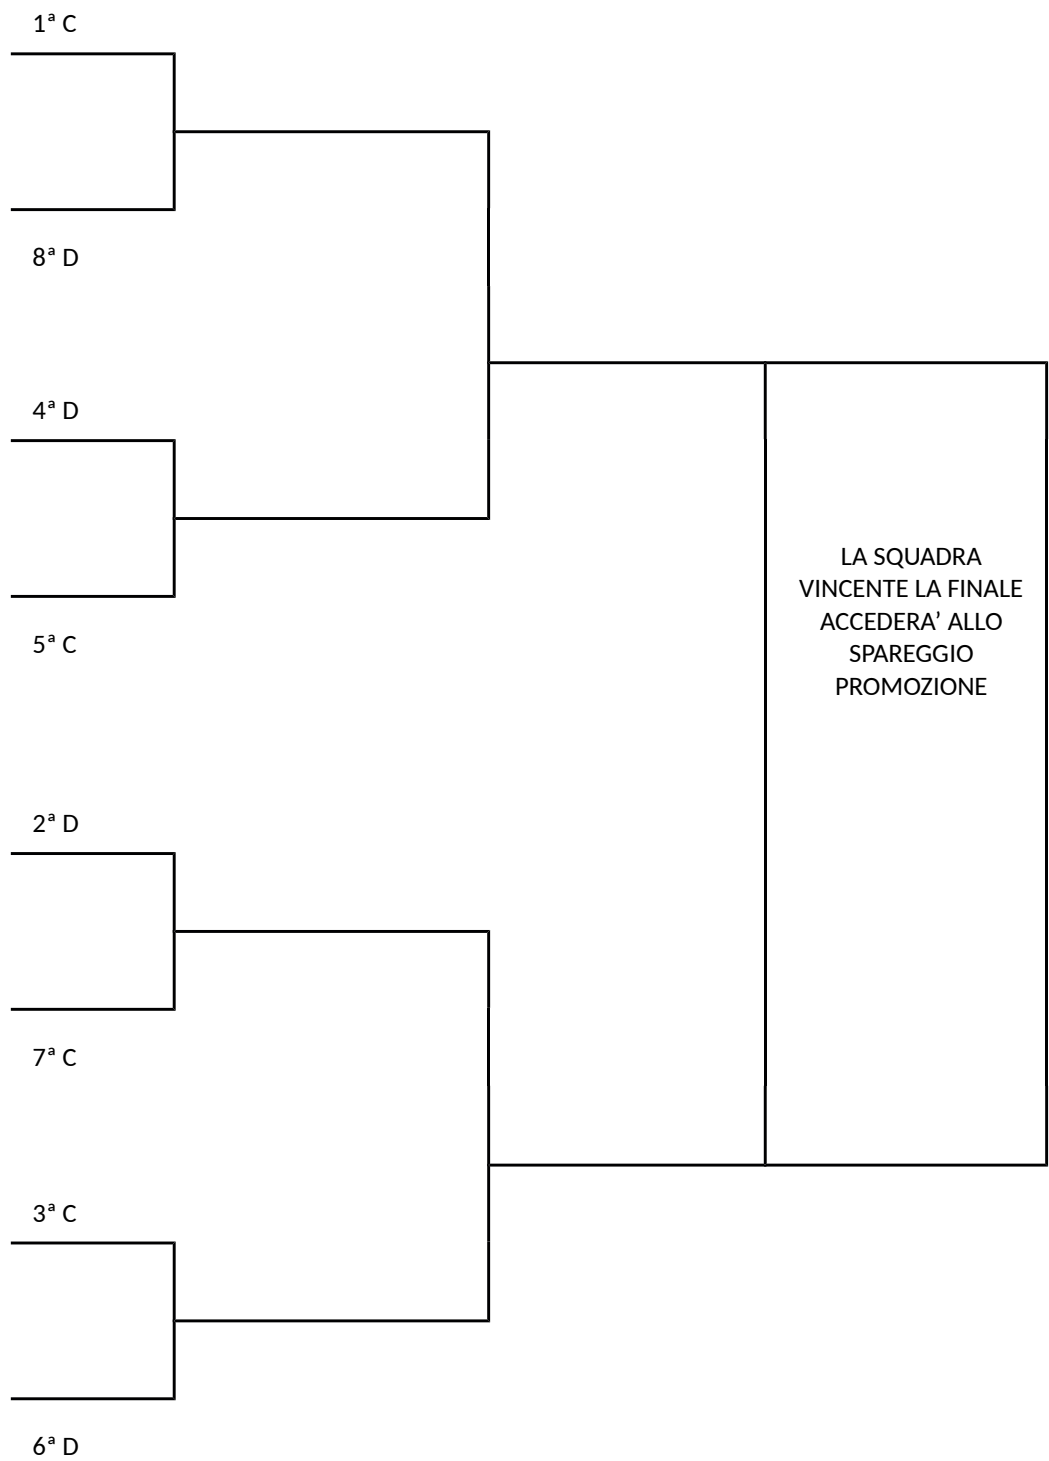 1ª C
8ª D
4ª D
5ª C
LA SQUADRA
VINCENTE LA FINALE
ACCEDERA’ ALLO
SPAREGGIO
PROMOZIONE
2ª D
7ª C
3ª C
6ª D